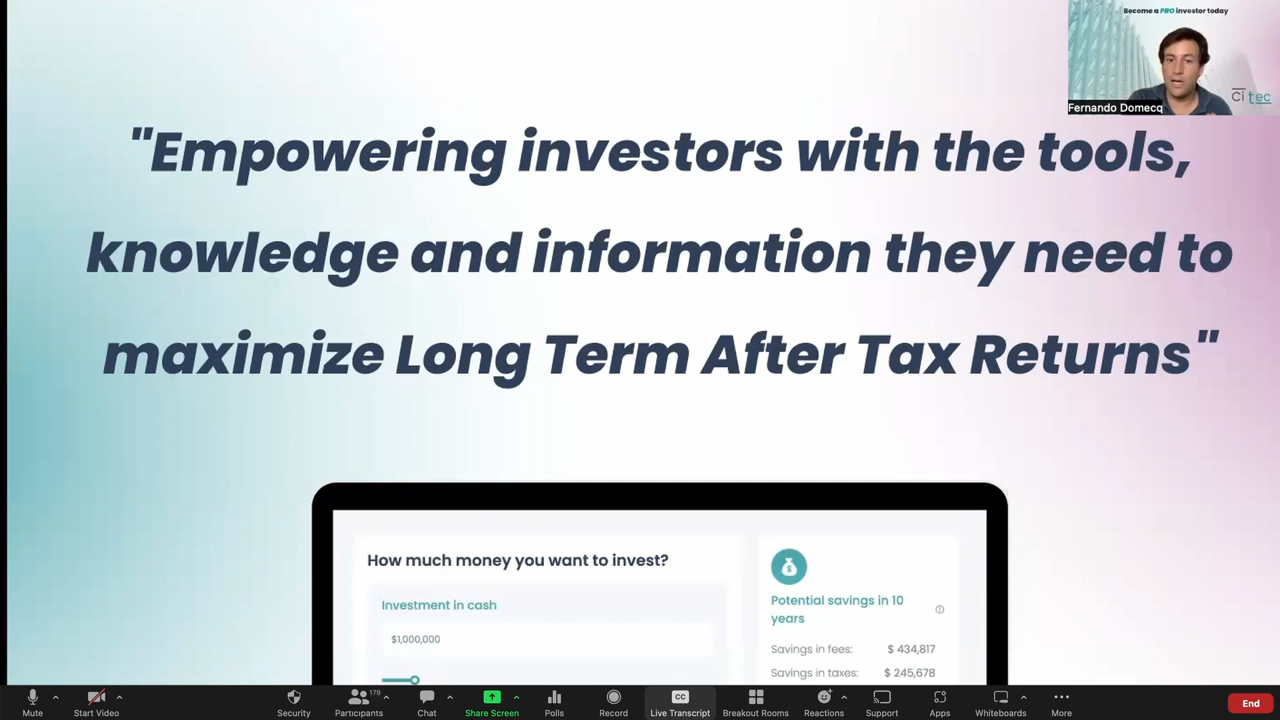 Become a PRO investor today
Ci tec
Fernando Domecq
"Empowering investors with the tools,
knowledge and information they need to
maximize Long Term After Tax Returns"
How much money you want to invest?
Investment in cash
$1,000,000
Potential savings in 10
years
Savings in fees: $ 434,817
Savings in taxes: $ 245,678
Mute
Start Video
Security
179
Participants
Chat
Share Screen
Polls
Record
CC
Live Transcript
Breakout Rooms
Reactions
Support
Apps
Whiteboards
More
End